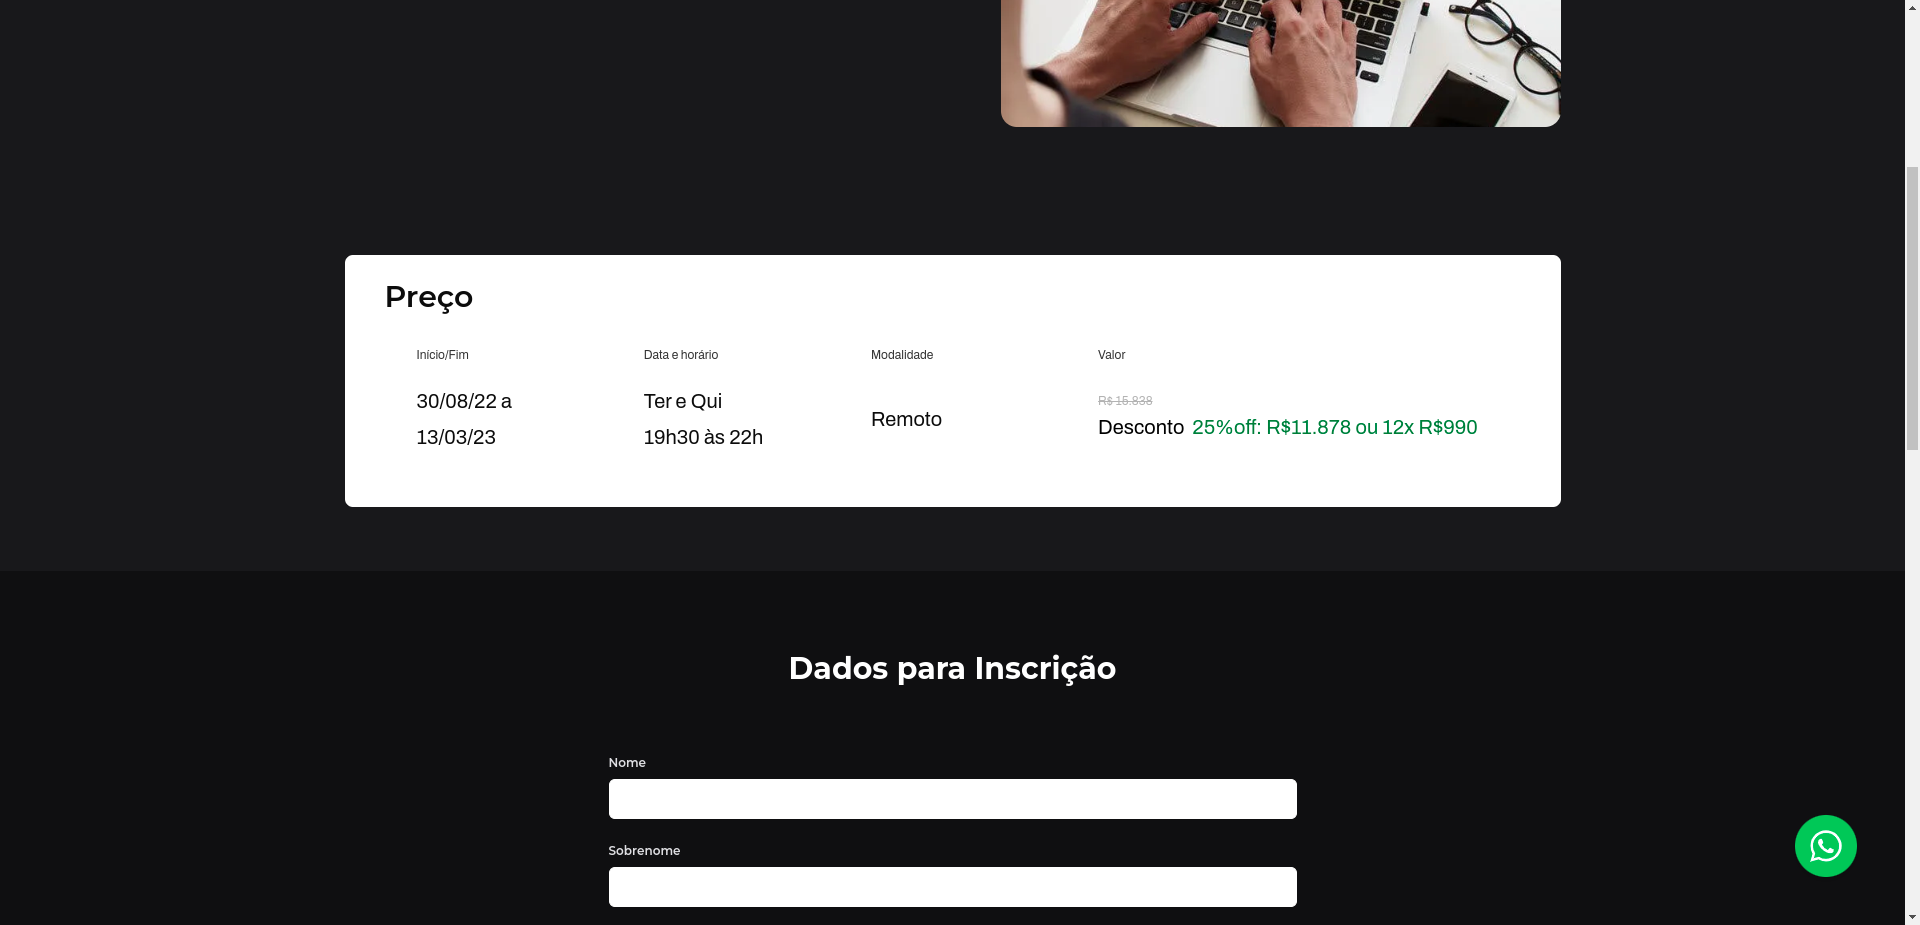 Preço
Início/Fim
Data e horário
Modalidade
Valor
30/08/22 a
13/03/23
Ter e Qui
19h30 às 22h
Remoto
R$ 15.838
Desconto 25%off: R$11.878 ou 12x R$990
Dados para Inscrição
Nome
Sobrenome